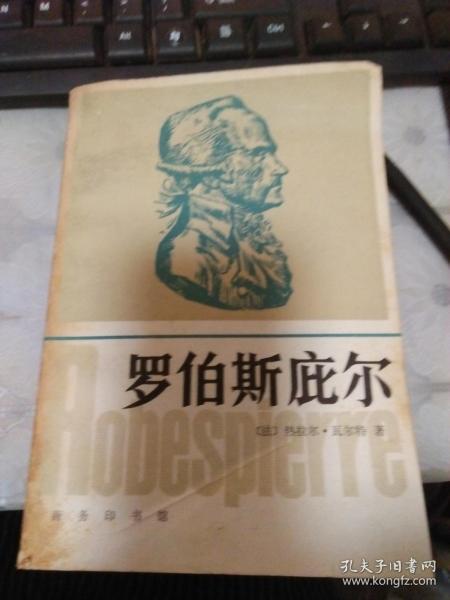 罗伯斯庇尔
Robespierre
〔法〕热拉尔·瓦尔特 著
商务印书馆
孔夫子旧书网
www.kongfz.com